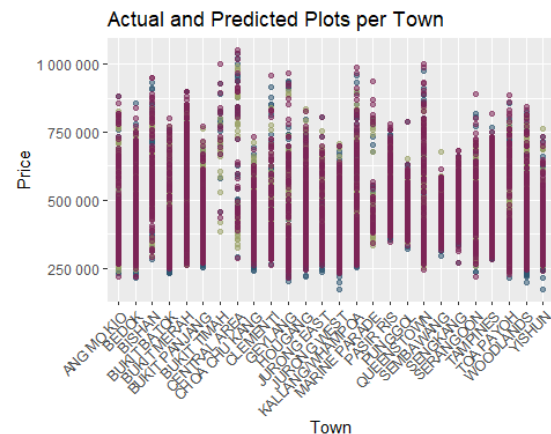 Actual and Predicted Plots per Town
Price
1 000 000
750 000
500 000
250 000
ANG MO KIO
BEDOK
BISHAN
BUKIT BATOK
BUKIT MERAH
BUKIT PANJANG
BUKIT TIMAH
CENTRAL AREA
CHOA CHU KANG
CLEMENTI
GEYLANG
HOUGANG
JURONG EAST
JURONG WEST
KALLANG/WHAMPOA
MARINE PARADE
PASIR RIS
PUNGGOL
QUEENSTOWN
SEMBAWANG
SENGKANG
SERANGOON
TAMPINES
TOA PAYOH
WOODLANDS
YISHUN
Town